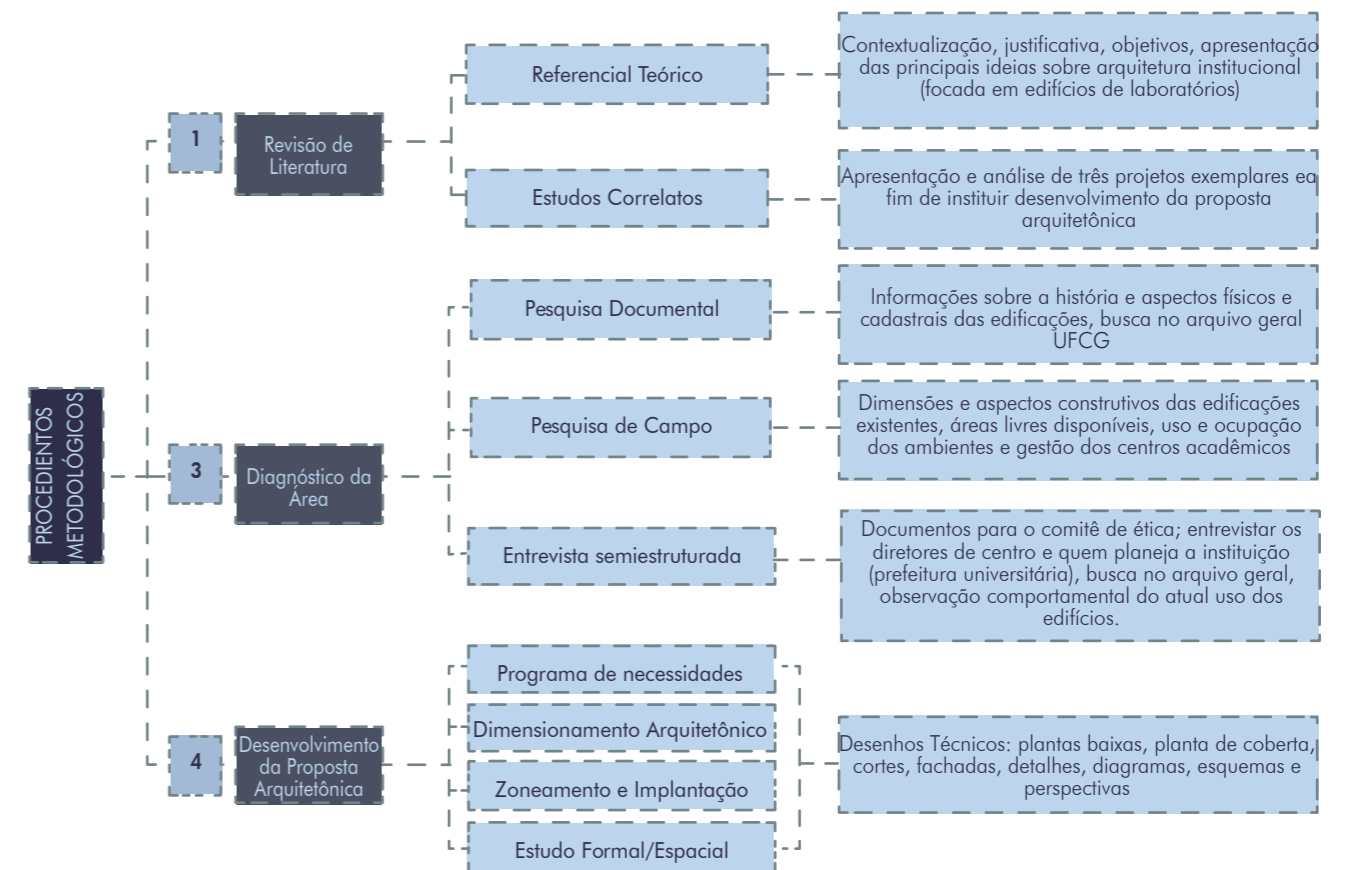 PROCEDIENTOS
METODOLÓGICOS
1
Revisão de
Literatura
Referencial Teórico
Contextualização, justificativa, objetivos, apresentação
das principais ideias sobre arquitetura institucional
(focada em edifícios de laboratórios)
Estudos Correlatos
Apresentação e análise de três projetos exemplares ea
fim de instituir desenvolvimento da proposta
arquitetônica
3
Diagnóstico da
Área
Pesquisa Documental
Informações sobre a história e aspectos físicos e
cadastrais das edificações, busca no arquivo geral
UFCG
Pesquisa de Campo
Dimensões e aspectos construtivos das edificações
existentes, áreas livres disponíveis, uso e ocupação
dos ambientes e gestão dos centros acadêmicos
Entrevista semiestruturada
Documentos para o comitê de ética; entrevistar os
diretores de centro e quem planeja a instituição
(prefeitura universitária), busca no arquivo geral,
observação comportamental do atual uso dos
edifícios.
4
Desenvolvimento
da Proposta
Arquitetônica
Programa de necessidades
Dimensionamento Arquitetônico
Zoneamento e Implantação
Estudo Formal/Espacial
Desenhos Técnicos: plantas baixas, planta de coberta,
cortes, fachadas, detalhes, diagramas, esquemas e
perspectivas